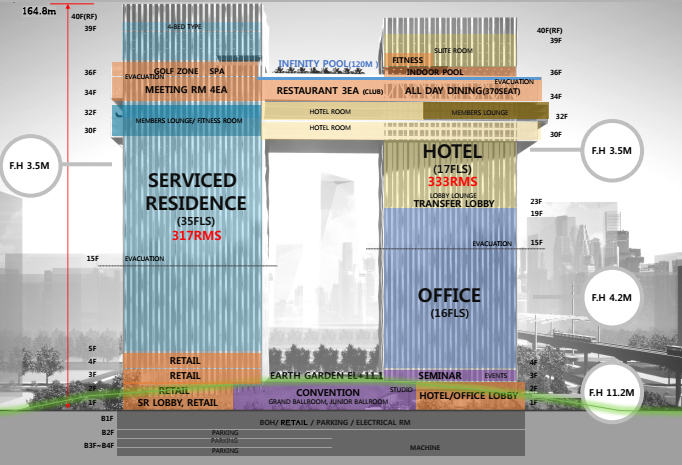 164.8m
40F(RF)
39F
4-BED TYPE
40F(RF)
39F
SUITE ROOM
FITNESS
INFINITY POOL(120M )
36F
GOLF ZONE SPA
INDOOR POOL
36F
EVACUATION
EVACUATION
34F
MEETING RM 4EA
RESTAURANT 3EA (CLUB)
ALL DAY DINING(370SEAT)
34F
32F
HOTEL ROOM
MEMBERS LOUNGE
32F
MEMBERS LOUNGE/ FITNESS ROOM
30F
HOTEL ROOM
30F
F.H 3.5M
HOTEL
(17FLS)
333RMS
LOBBY LOUNGE
TRANSFER LOBBY
F.H 3.5M
SERVICED
RESIDENCE
(35FLS)
317RMS
23F
19F
15F
EVACUATION
EVACUATION
15F
OFFICE
(16FLS)
F.H 4.2M
5F
4F
RETAIL
4F
3F
RETAIL
EARTH GARDEN EL+11.1
SEMINAR
EVENTS
3F
2F
RETAIL
STUDIO
2F
1F
SR LOBBY, RETAIL
CONVENTION
GRAND BALLROOM, JUNIOR BALLROOM
HOTEL/OFFICE LOBBY
1F
F.H 11.2M
B1F
BOH/ RETAIL / PARKING / ELECTRICAL RM
B2F
PARKING
PARKING
B3F~B4F
PARKING
MACHINE